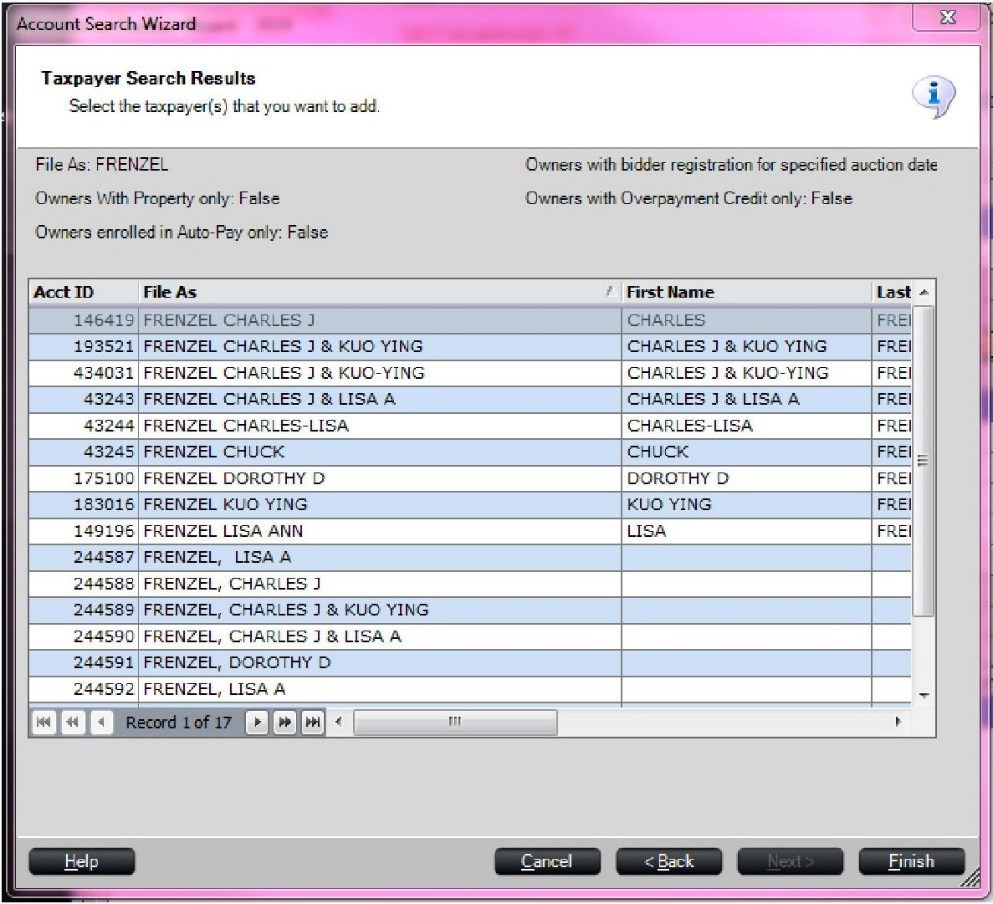 Account Search Wizard
Taxpayer Search Results
Select the taxpayer(s) that you want to add.
File As: FRENZEL
Owners with bidder registration for specified auction date
Owners With Property only: False
Owners with Overpayment Credit only: False
Owners enrolled in Auto-Pay only: False
Acct ID File As First Name Last
146419 FRENZEL CHARLES J CHARLES FREI
193521 FRENZEL CHARLES J & KUO YING CHARLES J & KUO YING FREI
434031 FRENZEL CHARLES J & KUO-YING CHARLES J & KUO-YING FREI
43243 FRENZEL CHARLES J & LISA A CHARLES J & LISA A FREI
43244 FRENZEL CHARLES-LISA CHARLES-LISA FREI
43245 FRENZEL CHUCK CHUCK FREI
175100 FRENZEL DOROTHY D DOROTHY D FREI
183016 FRENZEL KUO YING KUO YING FREI
149196 FRENZEL LISA ANN LISA FREI
244587 FRENZEL, LISA A
244588 FRENZEL, CHARLES J
244589 FRENZEL, CHARLES J & KUO YING
244590 FRENZEL, CHARLES J & LISA A
244591 FRENZEL, DOROTHY D
244592 FRENZEL, LISA A
Record 1 of 17
Help Cancel < Back Next > Finish